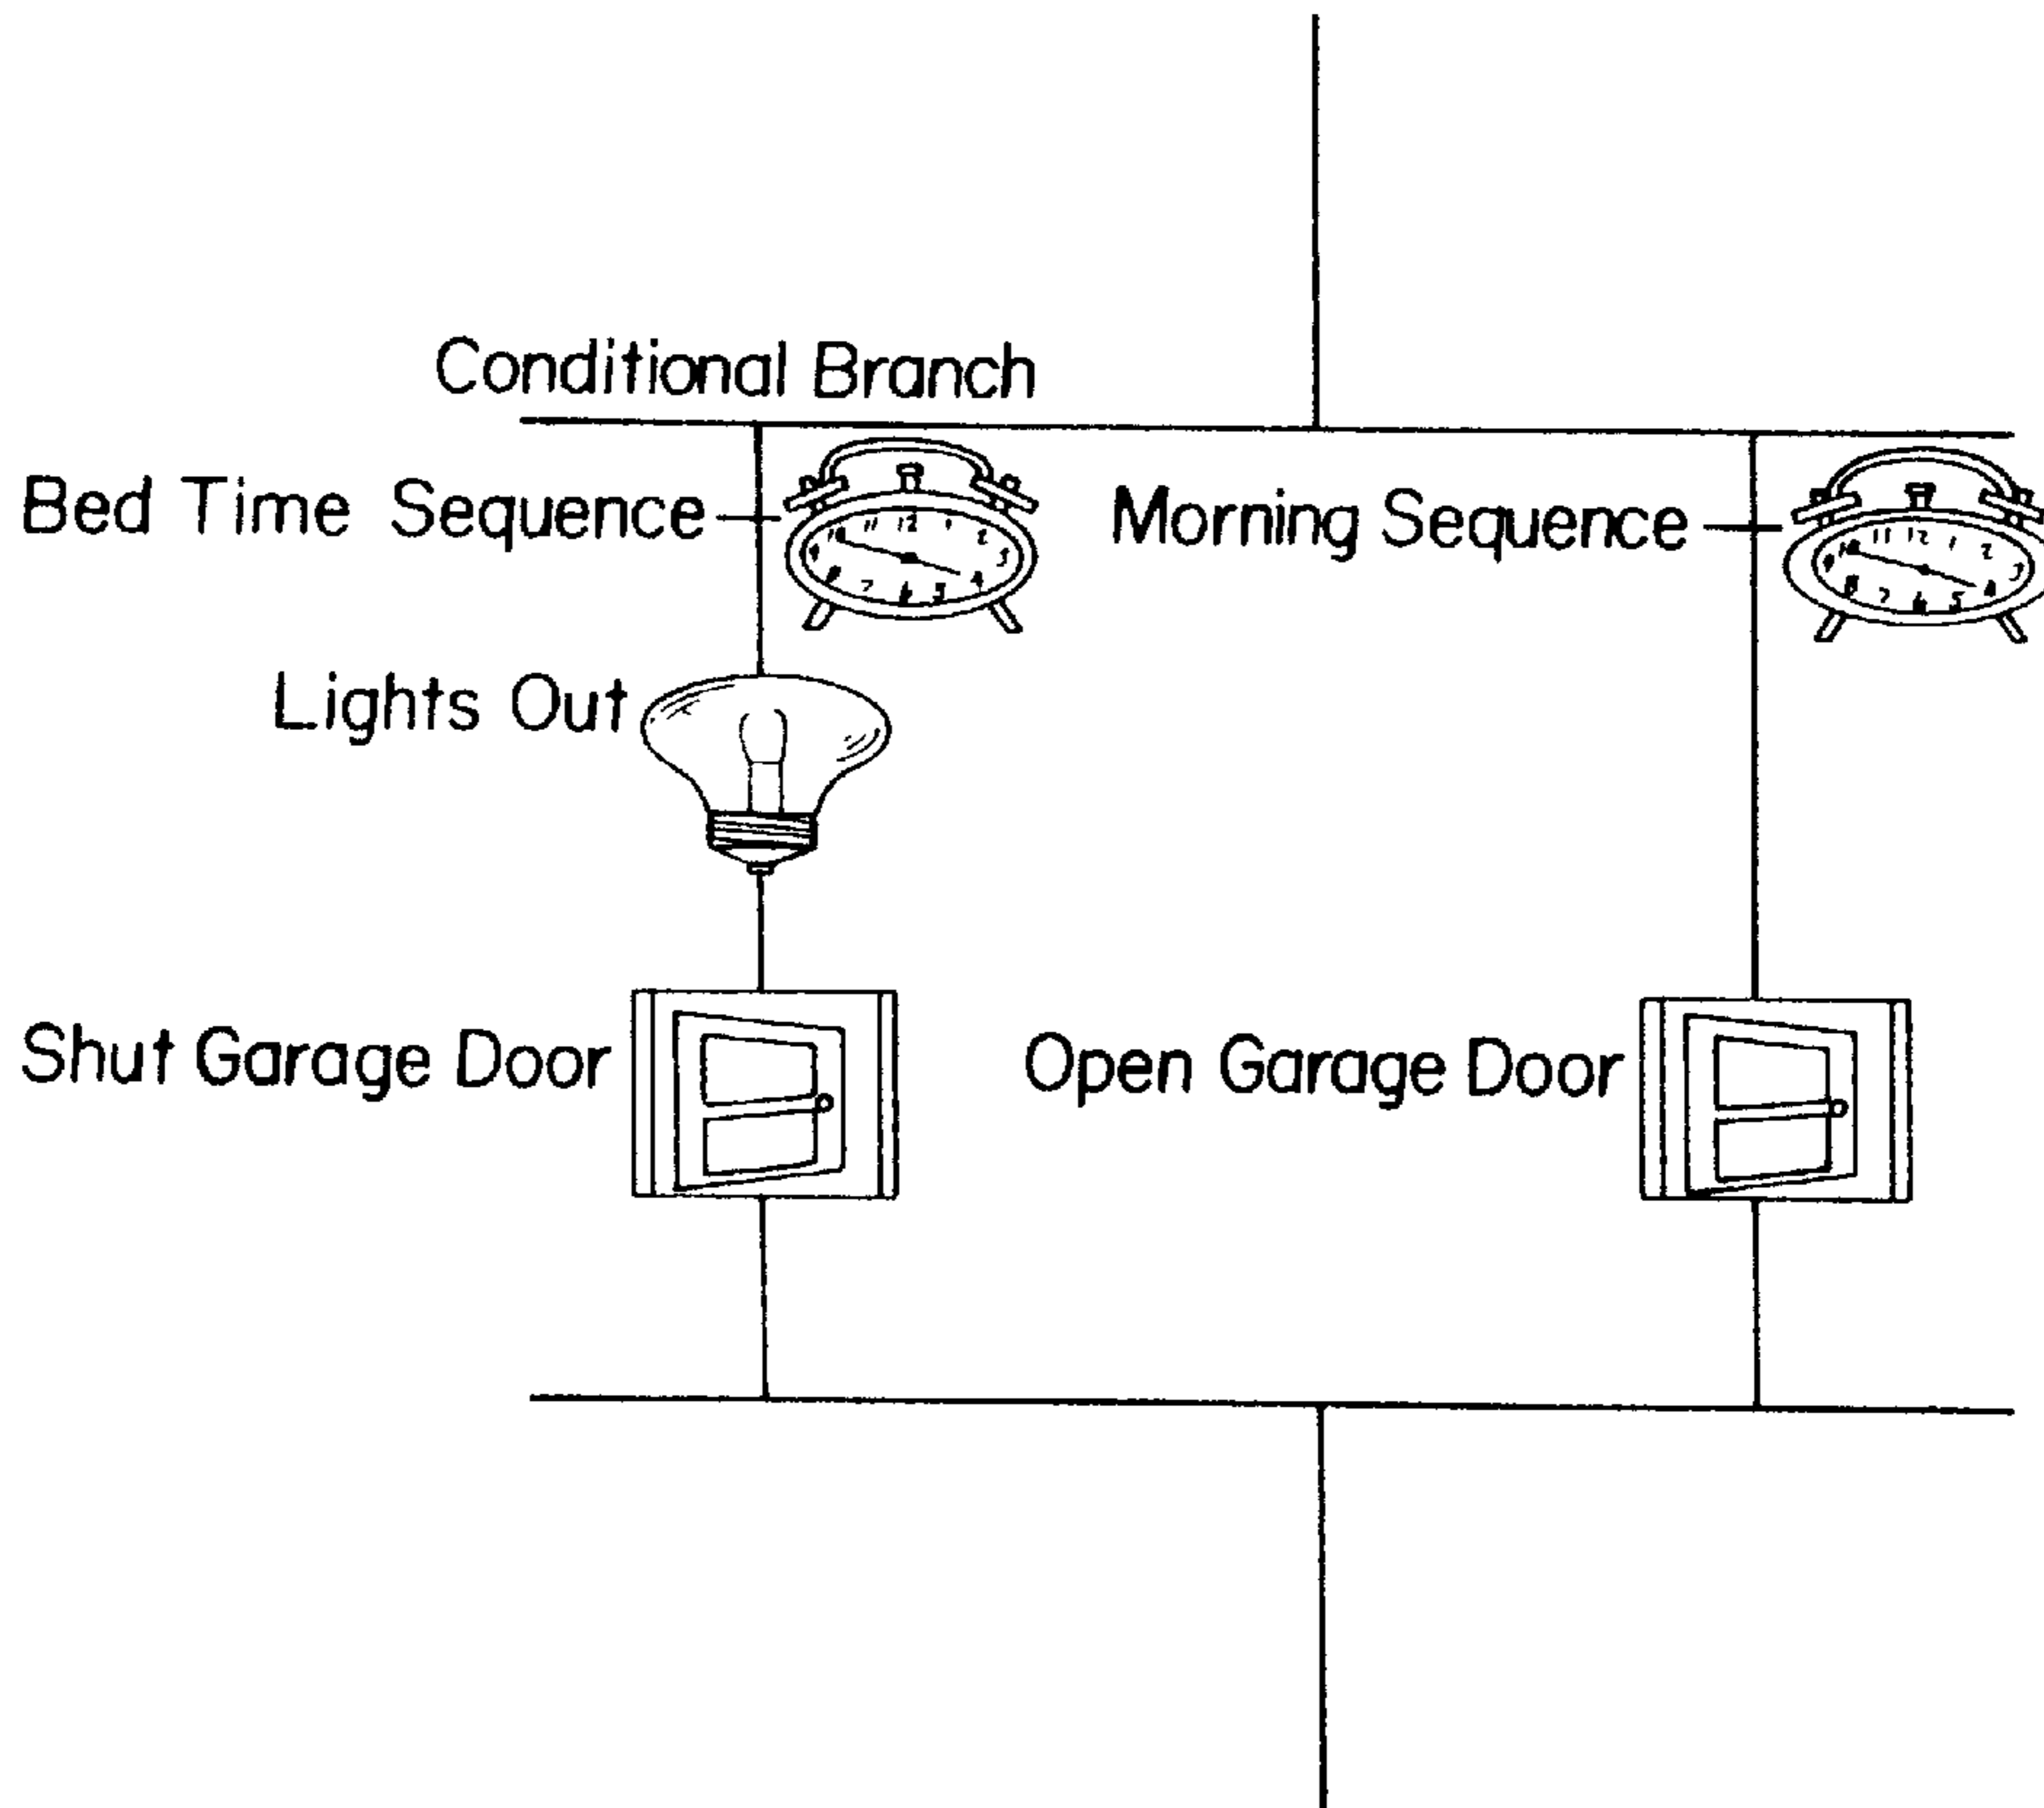 Conditional Branch
Bed Time Sequence
Morning Sequence
Lights Out
Shut Garage Door
Open Garage Door